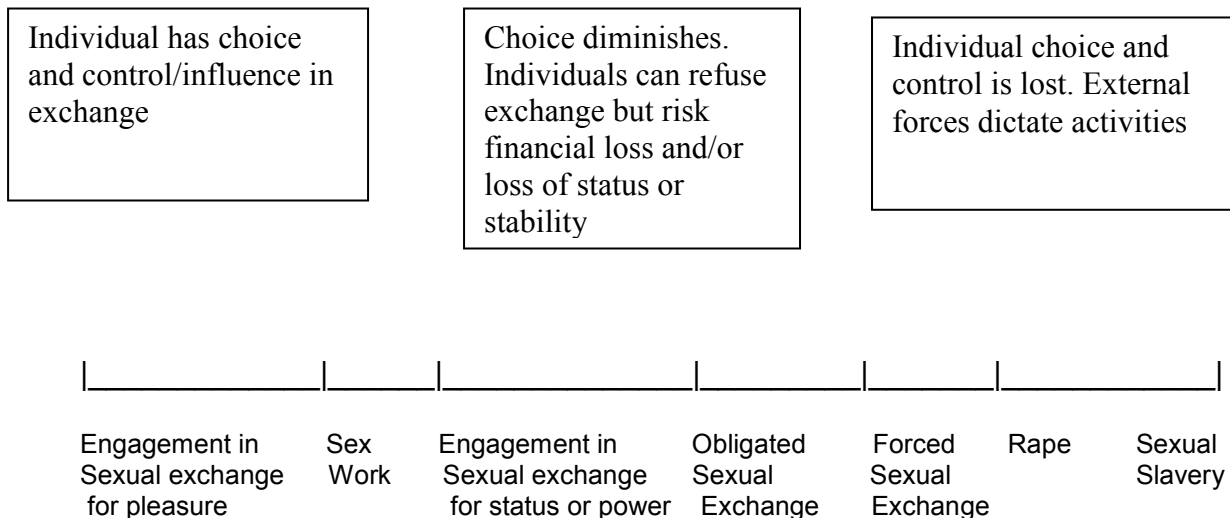 Individual has choice
and control/influence in
exchange
Choice diminishes.
Individuals can refuse
exchange but risk
financial loss and/or
loss of status or
stability
Individual choice and
control is lost. External
forces dictate activities
Engagement in
Sexual exchange
for pleasure
Sex
Work
Engagement in
Sexual exchange
for status or power
Obligated
Sexual
Exchange
Forced
Sexual
Exchange
Rape
Sexual
Slavery